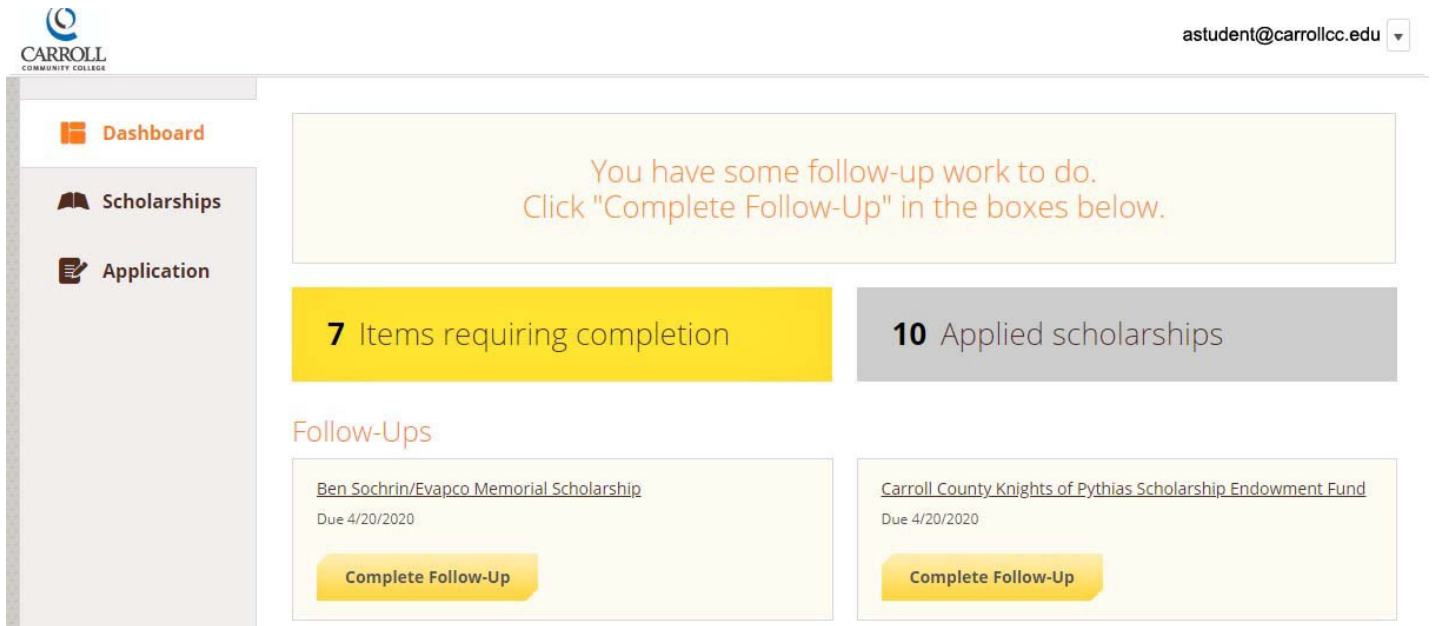 CARROLL
COMMUNITY COLLEGE
astudent@carrollcc.edu
Dashboard
Scholarships
Application
You have some follow-up work to do.
Click "Complete Follow-Up" in the boxes below.
7 Items requiring completion
10 Applied scholarships
Follow-Ups
Ben Sochrin/Evapco Memorial Scholarship
Due 4/20/2020
Complete Follow-Up
Carroll County Knights of Pythias Scholarship Endowment Fund
Due 4/20/2020
Complete Follow-Up